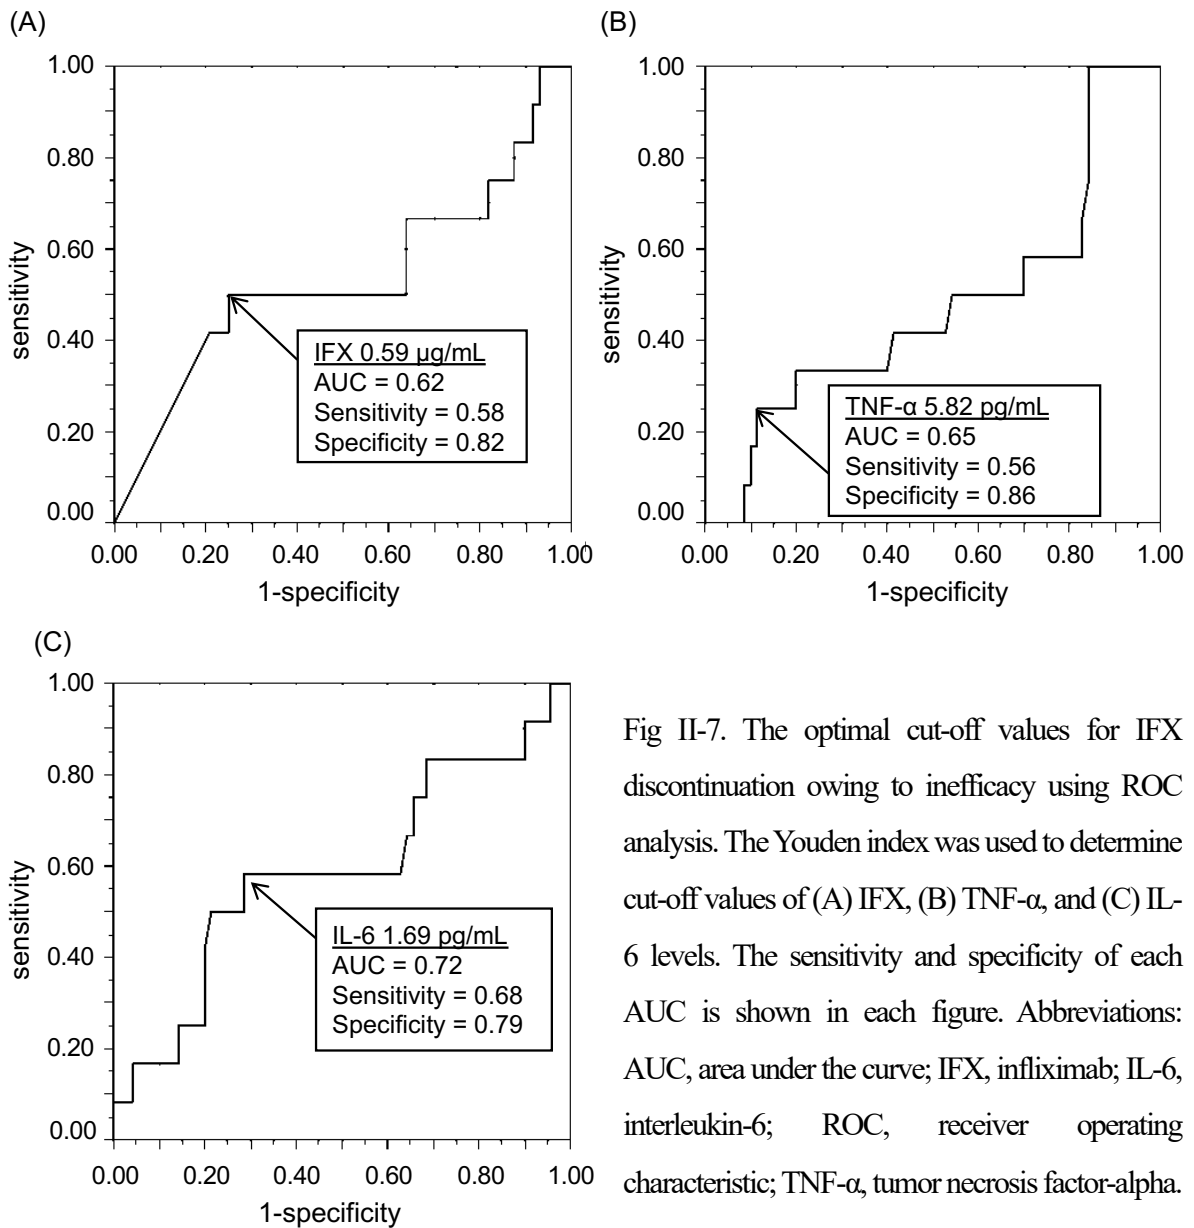 (A)
1.00
0.80
0.60
0.40
0.20
0.00
sensitivity
IFX 0.59 µg/mL
AUC = 0.62
Sensitivity = 0.58
Specificity = 0.82
0.00 0.20 0.40 0.60 0.80 1.00
1-specificity
(B)
1.00
0.80
0.60
0.40
0.20
0.00
sensitivity
TNF-α 5.82 pg/mL
AUC = 0.65
Sensitivity = 0.56
Specificity = 0.86
0.00 0.20 0.40 0.60 0.80 1.00
1-specificity
(C)
1.00
0.80
0.60
0.40
0.20
0.00
sensitivity
IL-6 1.69 pg/mL
AUC = 0.72
Sensitivity = 0.68
Specificity = 0.79
0.00 0.20 0.40 0.60 0.80 1.00
1-specificity
Fig II-7. The optimal cut-off values for IFX
discontinuation owing to inefficacy using ROC
analysis. The Youden index was used to determine
cut-off values of (A) IFX, (B) TNF-α, and (C) IL-
6 levels. The sensitivity and specificity of each
AUC is shown in each figure. Abbreviations:
AUC, area under the curve; IFX, infliximab; IL-6,
interleukin-6; ROC, receiver operating
characteristic; TNF-α, tumor necrosis factor-alpha.